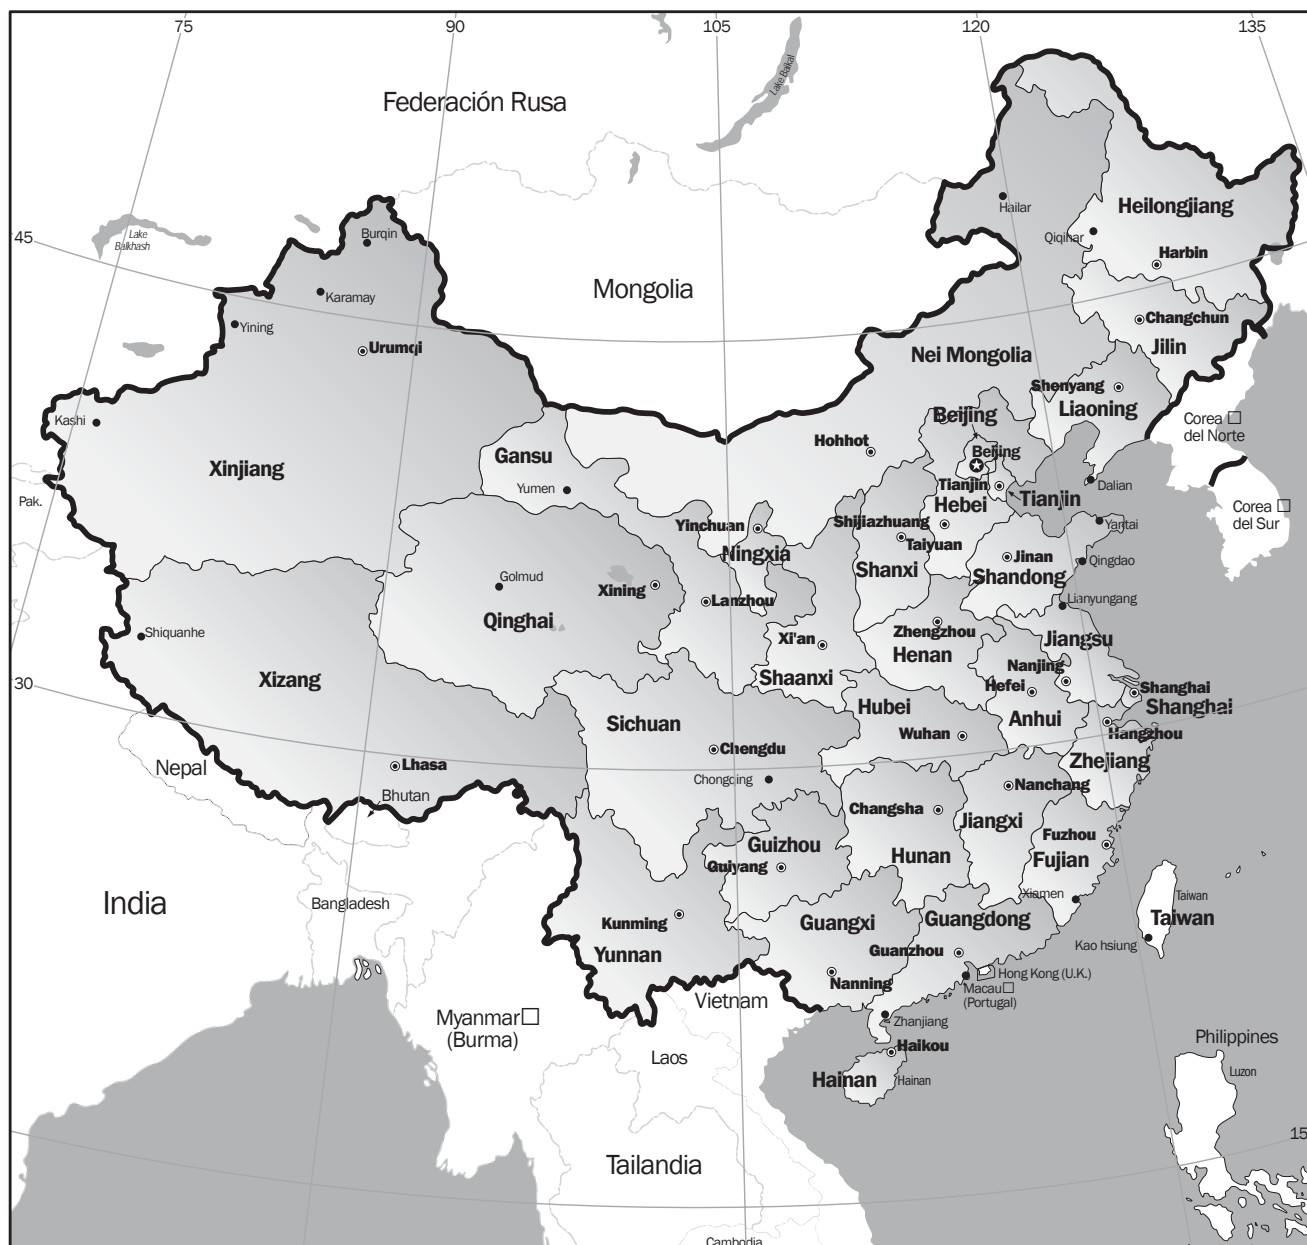 75
90
105
120
135
Lake Baikal
Federación Rusa
Hailar
Heilongjiang
Burqin
45
Lake
Balkhash
Qiqihar
Harbin
Mongolia
Karamay
Yining
Changchun
Urumqi
Jilin
Nei Mongolia
Shenyang
Liaoning
Beijing
Kashi
Corea
del Norte
Hohhot
Beijing
Gansu
Xinjiang
Yumen
Tianjin
Dalian
Pak.
Hebei
Tianjin
Corea
del Sur
Yinchuan
Shijiazhuang
Yantai
Taiyuan
Ningxia
Jinan
Qingdao
Shanxi
Shandong
Golmud
Xining
Lanzhou
Lianyungang
Qinghai
Shiquanhe
Xi'an
Zhengzhou
Jiangsu
Henan
Nanjing
Xizang
Shaanxi
30
Hefei
Shanghai
Hubei
Shanghai
Sichuan
Anhui
Wuhan
Hangzhou
Chengdu
Zhejiang
Nepal
Lhasa
Chongqing
Nanchang
Bhutan
Changsha
Jiangxi
Fuzhou
Guizhou
Hunan
Fujian
Guiyang
India
Xiamen
Taiwan
Bangladesh
Taiwan
Kunming
Guangxi
Guangdong
Kao hsiung
Yunnan
Guanzhou
Hong Kong (U.K.)
Nanning
Macau
(Portugal)
Vietnam
Myanmar
(Burma)
Zhanjiang
Philippines
Haikou
Laos
Luzon
Hainan
Hainan
15
Tailandia
Cambodia